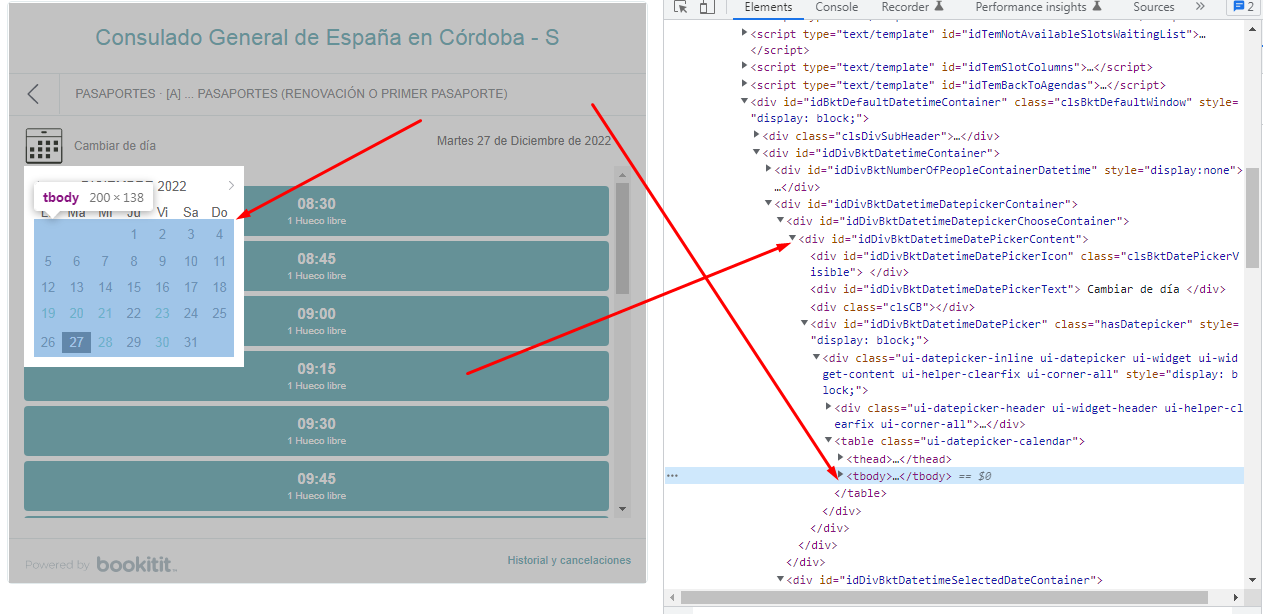 Consulado General de España en Córdoba - S
PASAPORTES · [A] ... PASAPORTES (RENOVACIÓN O PRIMER PASAPORTE)
Cambiar de día
Martes 27 de Diciembre de 2022
2022
tbody 200 × 138
Ma Mi Ju Vi Sa Do
1 2 3 4
5 6 7 8 9 10 11
12 13 14 15 16 17 18
19 20 21 22 23 24 25
26 27 28 29 30 31
08:30
1 Hueco libre
08:45
1 Hueco libre
09:00
1 Hueco libre
09:15
1 Hueco libre
09:30
1 Hueco libre
09:45
1 Hueco libre
Powered by bookitit
Historial y cancelaciones
Elements Console Recorder Performance insights Sources » 2
<script type="text/template" id="idTemNotAvailableSlotsWaitingList">…
</script>
<script type="text/template" id="idTemSlotColumns">…</script>
<script type="text/template" id="idTemBackToAgendas">…</script>
<div id="idBktDefaultDatetimeContainer" class="clsBktDefaultWindow" style=
"display: block;">
<div class="clsDivSubHeader">…</div>
<div id="idDivBktDatetimeContainer">
<div id="idDivBktNumberOfPeopleContainerDatetime" style="display:none">
…</div>
<div id="idDivBktDatetimeDatepickerContainer">
<div id="idDivBktDatetimeDatepickerChooseContainer">
<div id="idDivBktDatetimeDatePickerContent">
<div id="idDivBktDatetimeDatePickerIcon" class="clsBktDatePickerV
isible"> </div>
<div id="idDivBktDatetimeDatePickerText"> Cambiar de día </div>
<div class="clsCB"></div>
<div id="idDivBktDatetimeDatePicker" class="hasDatepicker" style=
"display: block;">
<div class="ui-datepicker-inline ui-datepicker ui-widget ui-wid
get-content ui-helper-clearfix ui-corner-all" style="display: b
lock;">
<div class="ui-datepicker-header ui-widget-header ui-helper-cl
earfix ui-corner-all">…</div>
<table class="ui-datepicker-calendar">
<thead>…</thead>
<tbody>…</tbody> == $0
</table>
</div>
</div>
</div>
</div>
<div id="idDivBktDatetimeSelectedDateContainer">